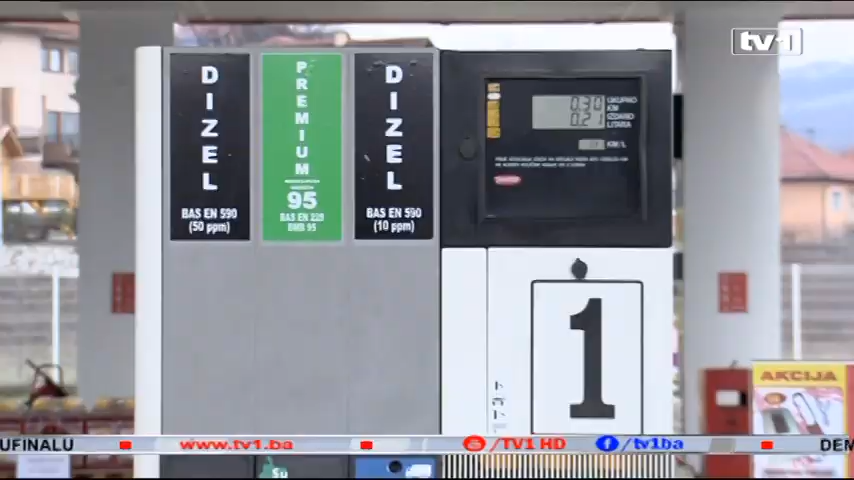 tv1
DIZEL
BAS EN 590
(50 ppm)
PREMIUM
95
BAS EN 228
BMB 95
DIZEL
BAS EN 590
(10 ppm)
0.30
UKUPNO
KM
0.21
IZDANO
LITARA
KM/L
1
AKCIJA
UFINALU
www.tv1.ba
/TV1 HD
/tv1ba
DEM
Su